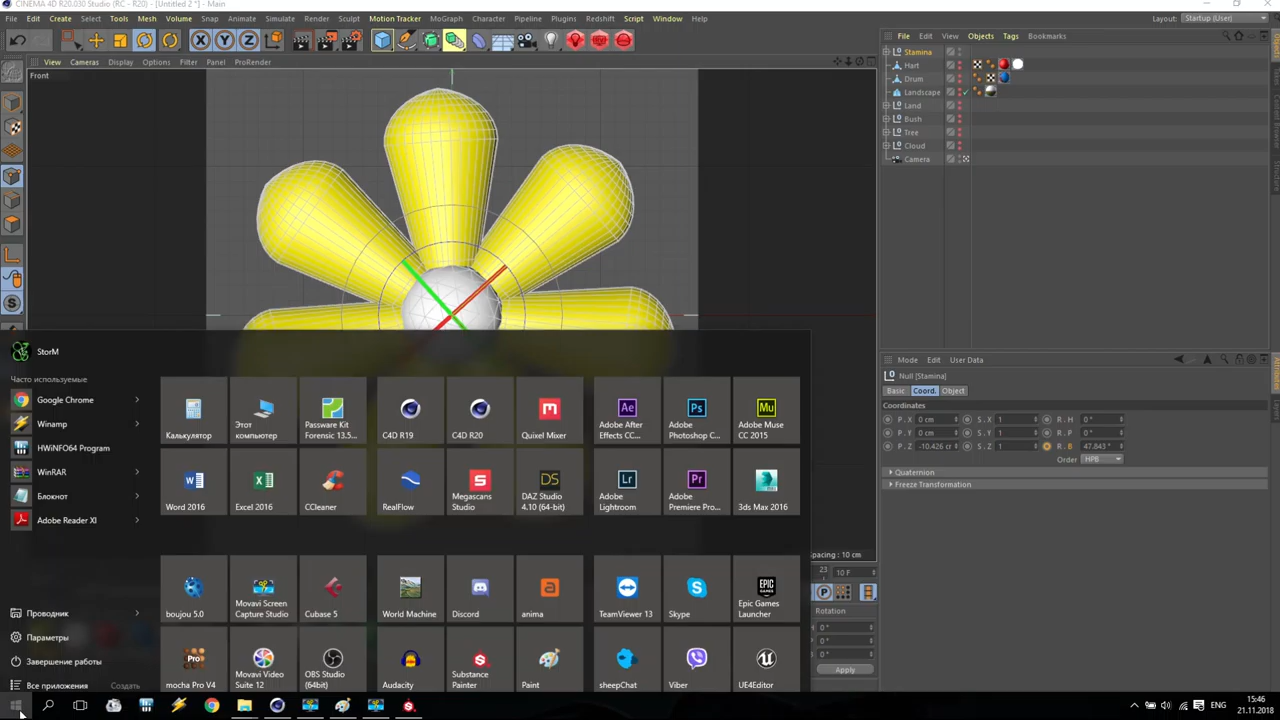 CINEMA 4D R20.030 Studio (RC - R20) - [Untitled 2 *] - Main
File Edit Create Select Tools Mesh Volume Snap Animate Simulate Render Sculpt Motion Tracker MoGraph Character Pipeline Plugins Redshift Script Window Help
Layout: Startup (User)
View Cameras Display Options Filter Panel ProRender
File Edit View Objects Tags Bookmarks
Front
Stamina
Hart
Drum
Landscape
Land
Bush
Tree
Cloud
Camera
StorM
Часто используемые
Google Chrome
Winamp
HWiNFO64 Program
WinRAR
Блокнот
Adobe Reader XI
Проводник
Параметры
Завершение работы
Все приложения Создать
Калькулятор
Этот компьютер
Passware Kit Forensic 13.5...
C4D R19
C4D R20
Quixel Mixer
Adobe After Effects CC...
Adobe Photoshop C...
Adobe Muse CC 2015
Word 2016
Excel 2016
CCleaner
RealFlow
Megascans Studio
DAZ Studio 4.10 (64-bit)
Adobe Lightroom
Adobe Premiere Pro...
3ds Max 2016
boujou 5.0
Movavi Screen Capture Studio
Cubase 5
World Machine
Discord
anima
TeamViewer 13
Skype
Epic Games Launcher
mocha Pro V4
Movavi Video Suite 12
OBS Studio (64bit)
Audacity
Substance Painter
Paint
sheepChat
Viber
UE4Editor
Mode Edit User Data
Null [Stamina]
Basic Coord. Object
Coordinates
P . X 0 cm S . X 1 R . H 0 °
P . Y 0 cm S . Y 1 R . P 0 °
P . Z -10.426 cm S . Z 1 R . B 47.843 °
Order HPB
Quaternion
Freeze Transformation
Spacing : 10 cm
23 10 F
Rotation
0 °
0 °
0 °
Apply
ENG
15:46
21.11.2018